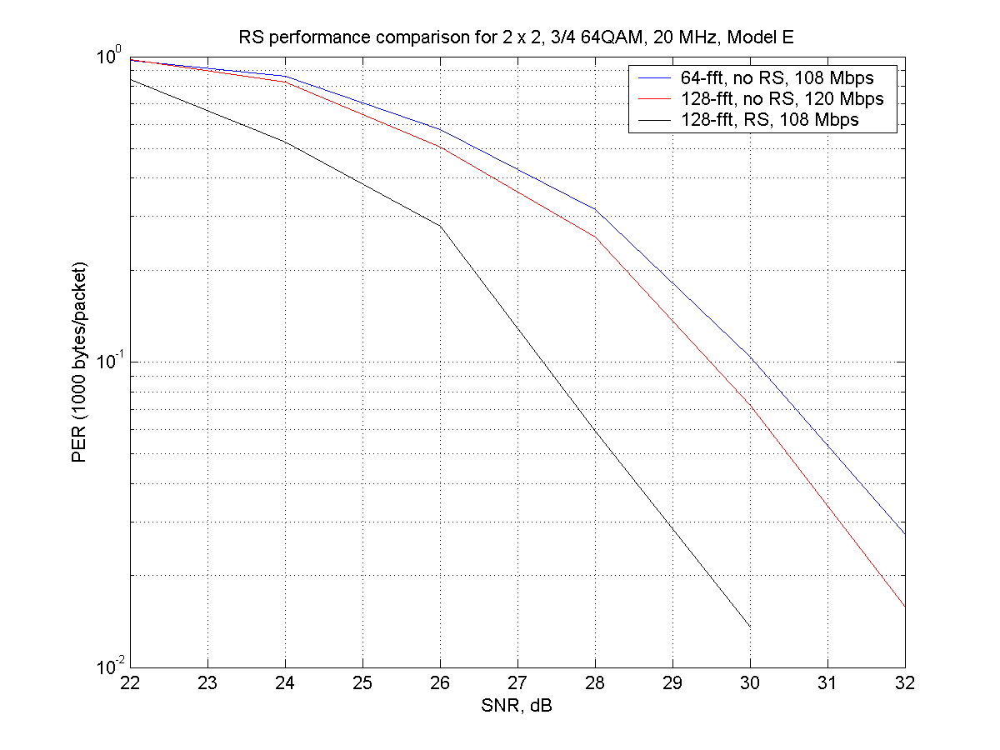 RS performance comparison for 2 x 2, 3/4 64QAM, 20 MHz, Model E
64-fft, no RS, 108 Mbps
128-fft, no RS, 120 Mbps
128-fft, RS, 108 Mbps
10^0
10^-1
10^-2
PER (1000 bytes/packet)
22 23 24 25 26 27 28 29 30 31 32
SNR, dB